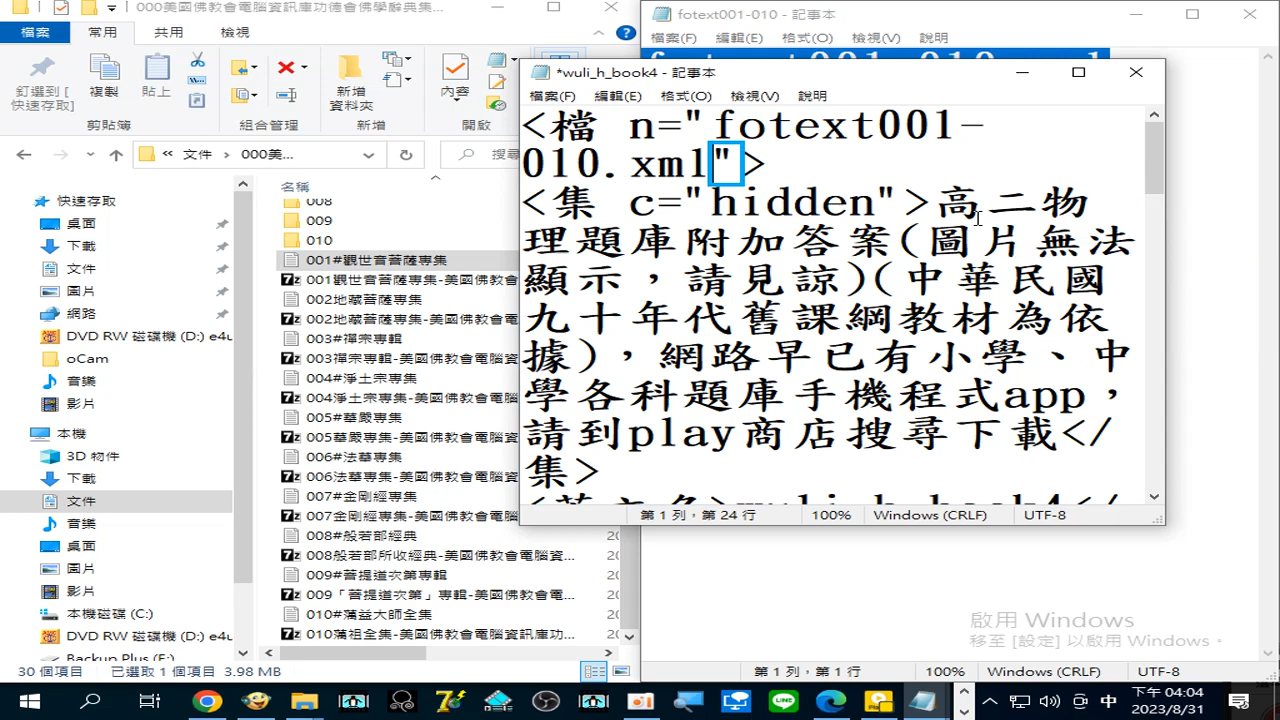 000美國佛教會電腦資訊庫功德會佛學辭典集...
檔案
常用
共用
檢視
釘選到 [
快速存取]
複製
貼上
剪貼簿
組合管理
新增
資料夾
新增
內容
開啟
文件
000美...
名稱
快速存取
桌面
下載
文件
圖片
網路
DVD RW 磁碟機 (D:) e4u
oCam
音樂
影片
本機
3D 物件
下載
文件
音樂
桌面
圖片
影片
本機磁碟 (C:)
DVD RW 磁碟機 (D:) e4u
Backup Plus (E:)
008
009
010
001#觀世音菩薩專集
001觀世音菩薩專集-美國佛教會
002地藏菩薩專集
002地藏菩薩專集-美國佛教會電
003#禪宗專輯
003禪宗專輯-美國佛教會電腦資
004#淨土宗專集
004淨土宗專集-美國佛教會電腦
005#華嚴專集
005華嚴專集-美國佛教會電腦資
006#法華專集
006法華專集-美國佛教會電腦資
007#金剛經專集
007金剛經專集-美國佛教會電腦
008#般若部經典
008般若部所收經典-美國佛教會電腦資訊庫...
009#菩提道次第專輯
009「菩提道次第」專輯-美國佛教會電腦資...
010#蕅益大師全集
010蕅祖全集-美國佛教會電腦資訊庫功...
30 個項目
已選取 1 個項目 3.98 MB
fotext001-010 - 記事本
檔案(F)
編輯(E)
格式(O)
檢視(V)
說明
*wuli_h_book4 - 記事本
檔案(F)
編輯(E)
格式(O)
檢視(V)
說明
<檔 n="fotext001-
010.xml">
<集 c="hidden">高二物
理題庫附加答案(圖片無法
顯示，請見諒)(中華民國
九十年代舊課綱教材為依
據)，網路早已有小學、中
學各科題庫手機程式app，
請到play商店搜尋下載</
集>
第 1 列，第 24 行
100%
Windows (CRLF)
UTF-8
啟用 Windows
移至 [設定] 以啟用 Windows。
第 1 列，第 1 行
100%
Windows (CRLF)
UTF-8
中
下午 04:04
2023/8/31